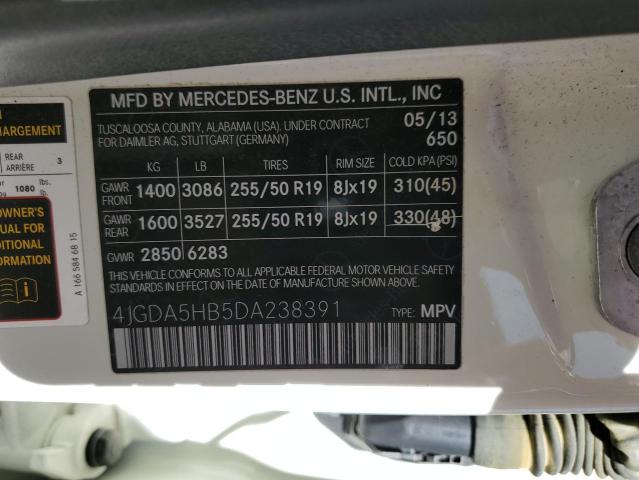 MFD BY MERCEDES-BENZ U.S. INTL., INC
TUSCALOOSA COUNTY, ALABAMA (USA). UNDER CONTRACT 05/13
FOR DAIMLER AG, STUTTGART (GERMANY) 650
KG LB TIRES RIM SIZE COLD KPA(PSI)
GAWR FRONT 1400 3086 255/50 R19 8Jx19 310(45)
GAWR REAR 1600 3527 255/50 R19 8Jx19 330(48)
GVWR 2850 6283
THIS VEHICLE CONFORMS TO ALL APPLICABLE FEDERAL MOTOR VEHICLE SAFETY
STANDARDS IN EFFECT ON THE DATE OF MANUFACTURE SHOWN ABOVE.
4JGDA5HB5DA238391 TYPE: MPV
HARGEMENT
REAR
ARRIÈRE 3
1080 lbs.
lb.
OWNER'S
NUAL FOR
DITIONAL
ORMATION
A 166 584 68 15